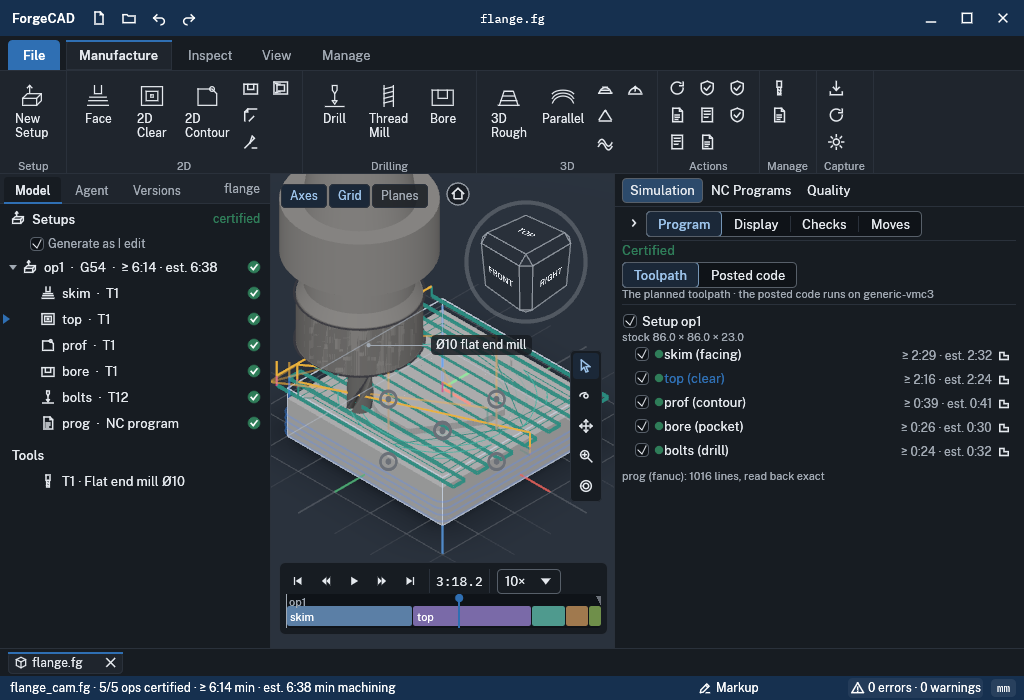 ForgeCAD
flange.fg
File Manufacture Inspect View Manage
New Setup
Face
2D Clear
2D Contour
Drill
Thread Mill
Bore
3D Rough
Parallel
Setup 2D Drilling 3D Actions Manage Capture
Model Agent Versions flange
Setups certified
Generate as I edit
op1 · G54 · ≥ 6:14 · est. 6:38
skim · T1
top · T1
prof · T1
bore · T1
bolts · T12
prog · NC program
Tools
T1 · Flat end mill Ø10
Axes Grid Planes
TOP
FRONT
RIGHT
Ø10 flat end mill
3:18.2 10×
op1
skim top
Simulation NC Programs Quality
Program Display Checks Moves
Certified
Toolpath Posted code
The planned toolpath · the posted code runs on generic-vmc3
Setup op1
stock 86.0 × 86.0 × 23.0
skim (facing) ≥ 2:29 · est. 2:32
top (clear) ≥ 2:16 · est. 2:24
prof (contour) ≥ 0:39 · est. 0:41
bore (pocket) ≥ 0:26 · est. 0:30
bolts (drill) ≥ 0:24 · est. 0:32
prog (fanuc): 1016 lines, read back exact
flange.fg
flange_cam.fg · 5/5 ops certified · ≥ 6:14 min · est. 6:38 min machining
Markup
0 errors · 0 warnings
mm